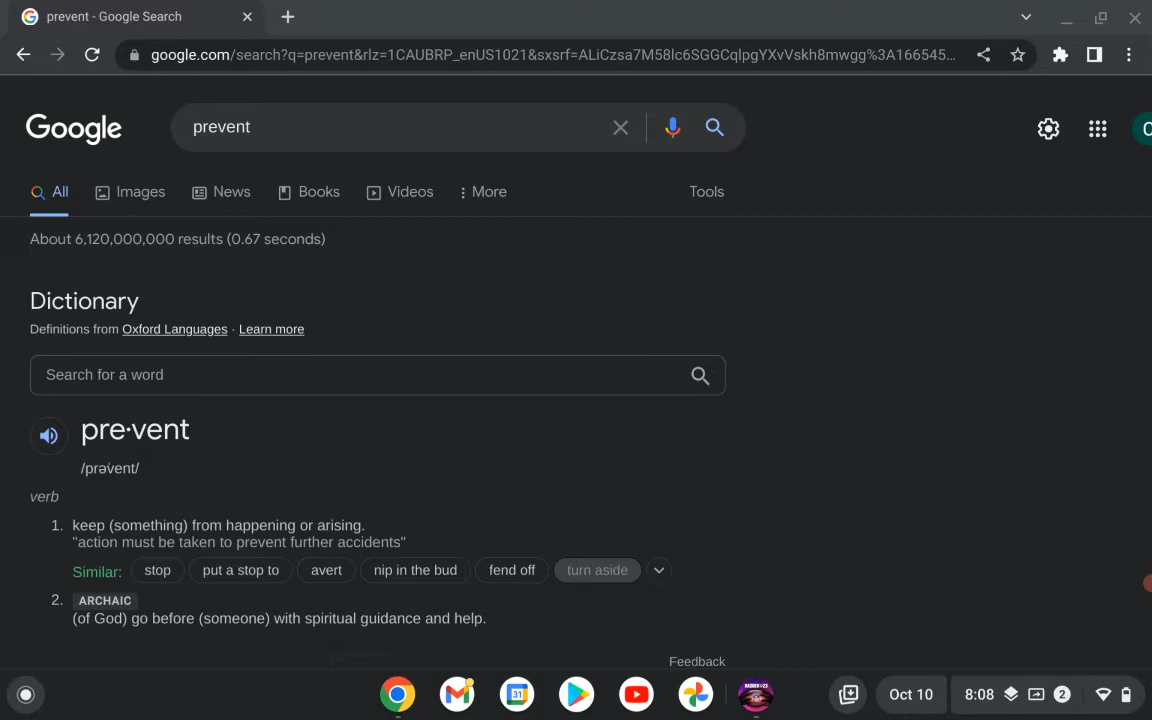 prevent - Google Search
google.com/search?q=prevent&rlz=1CAUBRP_enUS1021&sxsrf=ALiCzsa7M58lc6SGGCqlpgYXvVskh8mwgg%3A166545...
Google
prevent
All Images News Books Videos More Tools
About 6,120,000,000 results (0.67 seconds)
Dictionary
Definitions from Oxford Languages · Learn more
Search for a word
pre·vent
/prəˈvent/
verb
1. keep (something) from happening or arising.
"action must be taken to prevent further accidents"
Similar: stop put a stop to avert nip in the bud fend off turn aside
2. ARCHAIC
(of God) go before (someone) with spiritual guidance and help.
Feedback
31
Oct 10 8:08 2